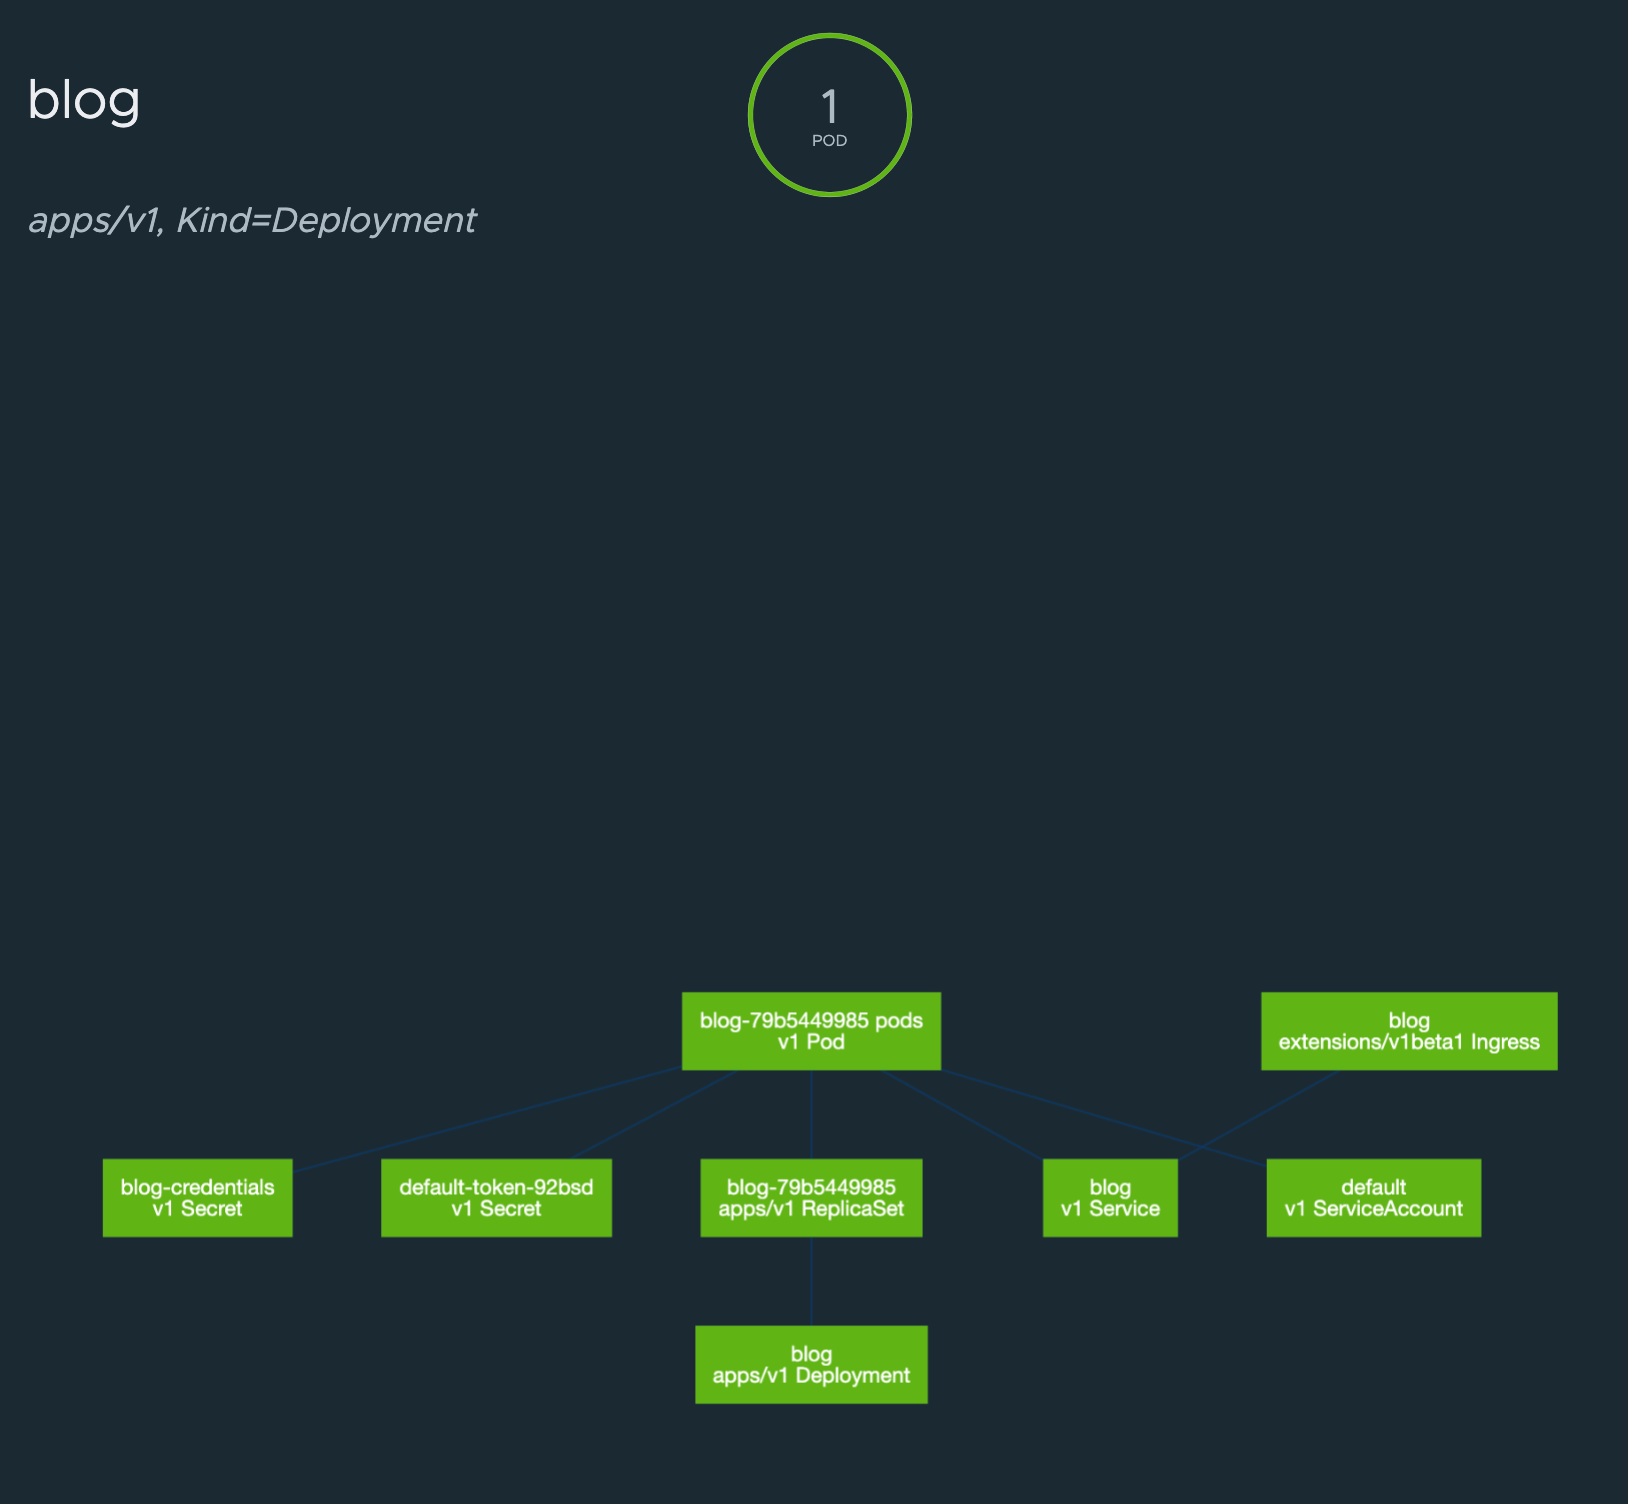 blog
1
POD
apps/v1, Kind=Deployment
blog-79b5449985 pods
v1 Pod
blog
extensions/v1beta1 Ingress
blog-credentials
v1 Secret
default-token-92bsd
v1 Secret
blog-79b5449985
apps/v1 ReplicaSet
blog
v1 Service
default
v1 ServiceAccount
blog
apps/v1 Deployment